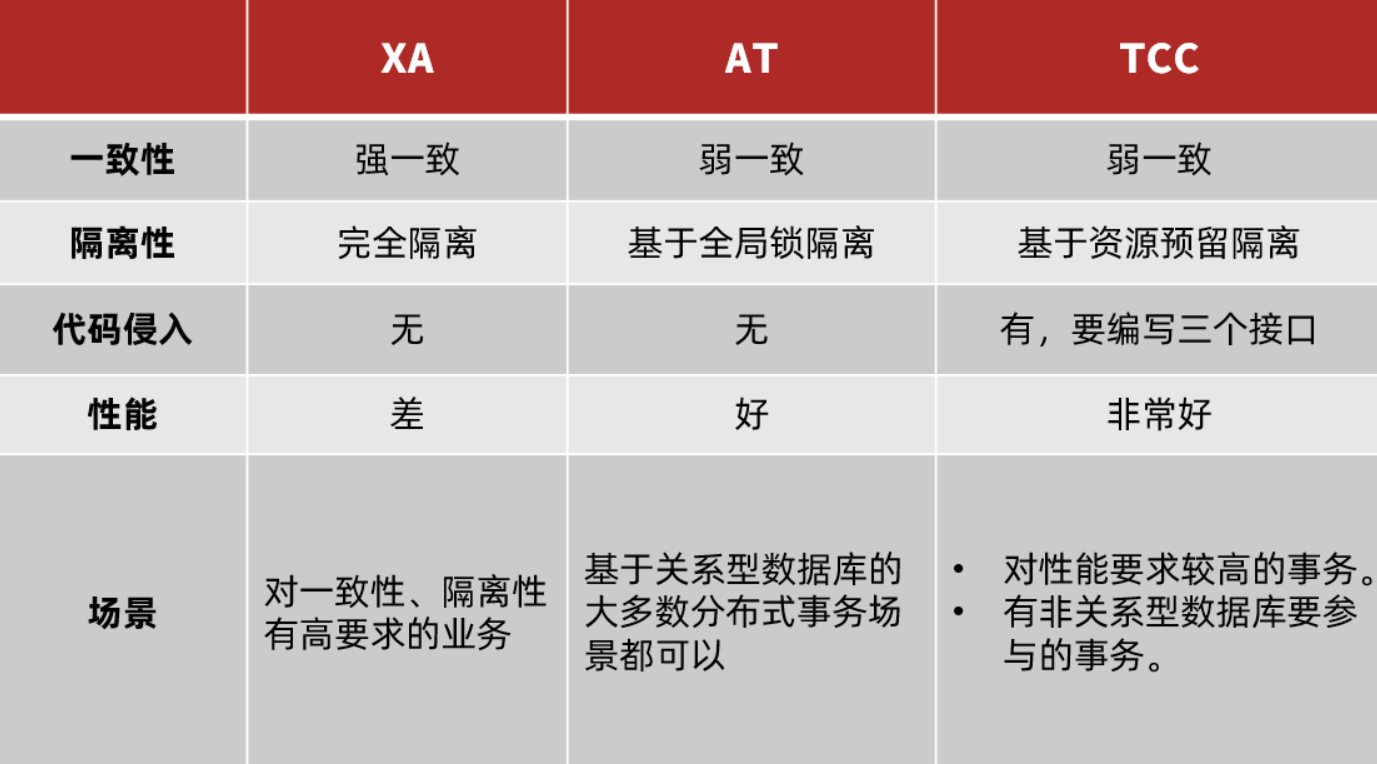 XA AT TCC
一致性 强一致 弱一致 弱一致
隔离性 完全隔离 基于全局锁隔离 基于资源预留隔离
代码侵入 无 无 有，要编写三个接口
性能 差 好 非常好
场景
对一致性、隔离性
有高要求的业务
基于关系型数据库的
大多数分布式事务场
景都可以
• 对性能要求较高的事务。
• 有非关系型数据库要参
与的事务。